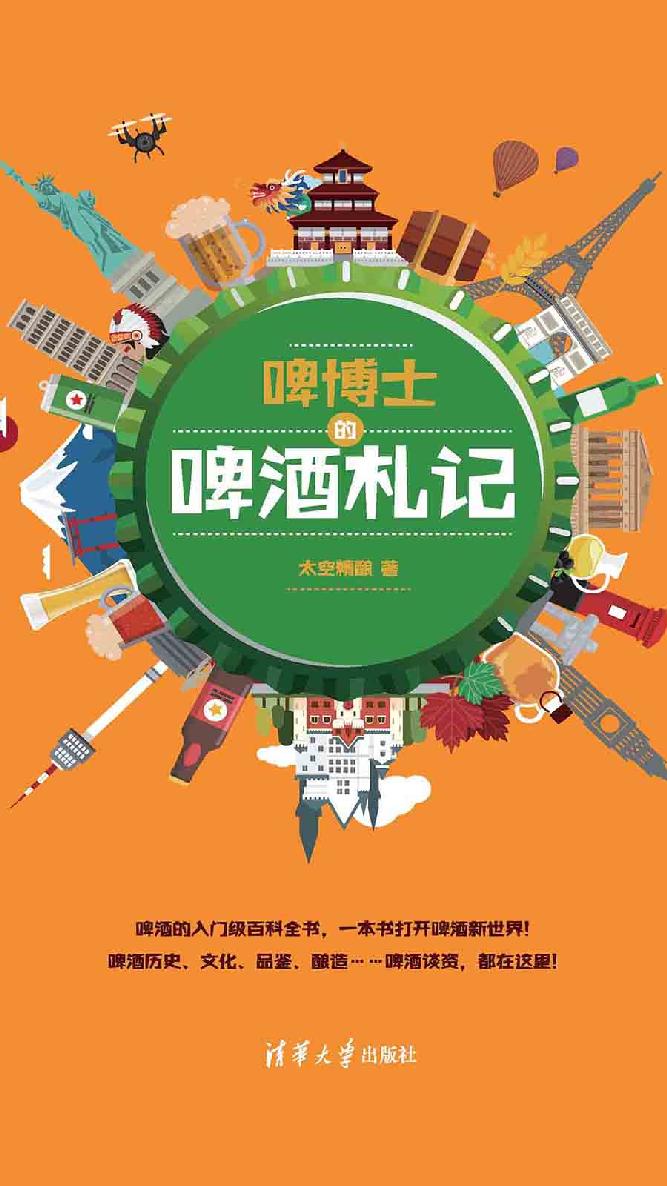 啤博士
的
啤酒札记
太空精酿 著
啤酒的入门级百科全书，一本书打开啤酒新世界！
啤酒历史、文化、品鉴、酿造……啤酒谈资，都在这里！
清华大学出版社